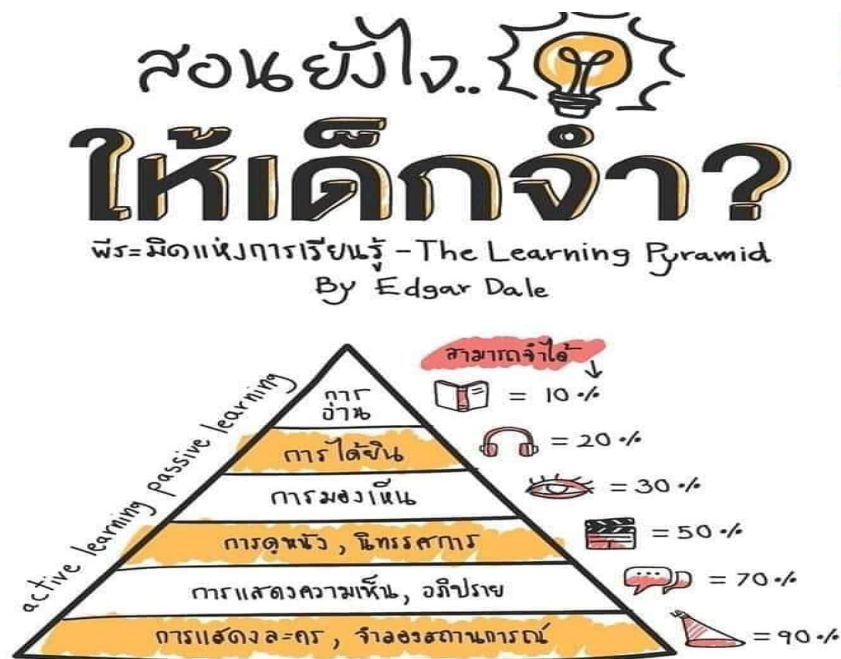 สอนยังไง..
ให้เด็กจำ?
พีระมิดแห่งการเรียนรู้ - The Learning Pyramid
By Edgar Dale
สามารถจำได้
การ
อ่าน
= 10 %
การได้ยิน
= 20 %
การมองเห็น
= 30 %
การดูหนัง, นิทรรศการ
= 50 %
การแสดงความเห็น, อภิปราย
= 70 %
การแสดงละคร, จำลองสถานการณ์
= 90 %
passive learning
active learning